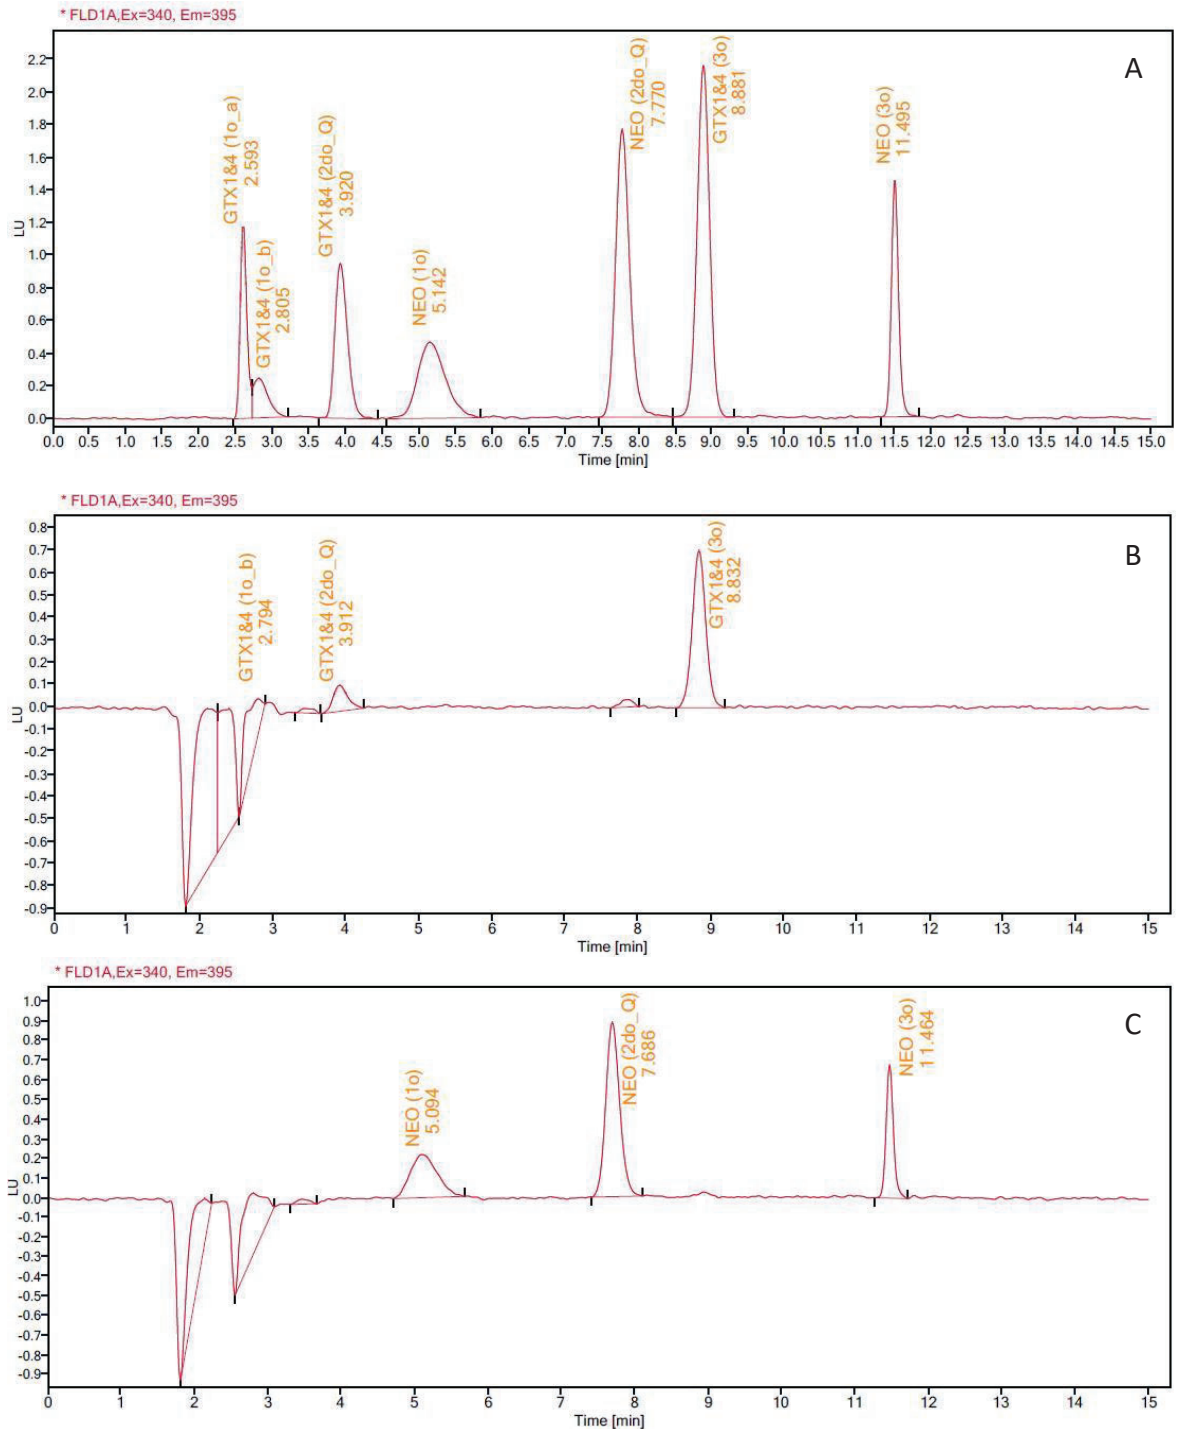 * FLD1A,Ex=340, Em=395
A
GTX1&4 (1o_a)
2.593
GTX1&4 (1o_b)
2.805
GTX1&4 (2do_Q)
3.920
NEO (1o)
5.142
NEO (2do_Q)
7.770
GTX1&4 (3o)
8.881
NEO (3o)
11.495
LU
2.2
2.0
1.8
1.6
1.4
1.2
1.0
0.8
0.6
0.4
0.2
0.0
0.0 0.5 1.0 1.5 2.0 2.5 3.0 3.5 4.0 4.5 5.0 5.5 6.0 6.5 7.0 7.5 8.0 8.5 9.0 9.5 10.0 10.5 11.0 11.5 12.0 12.5 13.0 13.5 14.0 14.5 15.0
Time [min]
* FLD1A,Ex=340, Em=395
B
GTX1&4 (1o_b)
2.794
GTX1&4 (2do_Q)
3.912
GTX1&4 (3o)
8.832
LU
0.8
0.7
0.6
0.5
0.4
0.3
0.2
0.1
0.0
-0.1
-0.2
-0.3
-0.4
-0.5
-0.6
-0.7
-0.8
-0.9
0 1 2 3 4 5 6 7 8 9 10 11 12 13 14 15
Time [min]
* FLD1A,Ex=340, Em=395
C
NEO (1o)
5.094
NEO (2do_Q)
7.686
NEO (3o)
11.464
LU
1.0
0.9
0.8
0.7
0.6
0.5
0.4
0.3
0.2
0.1
0.0
-0.1
-0.2
-0.3
-0.4
-0.5
-0.6
-0.7
-0.8
-0.9
0 1 2 3 4 5 6 7 8 9 10 11 12 13 14 15
Time [min]